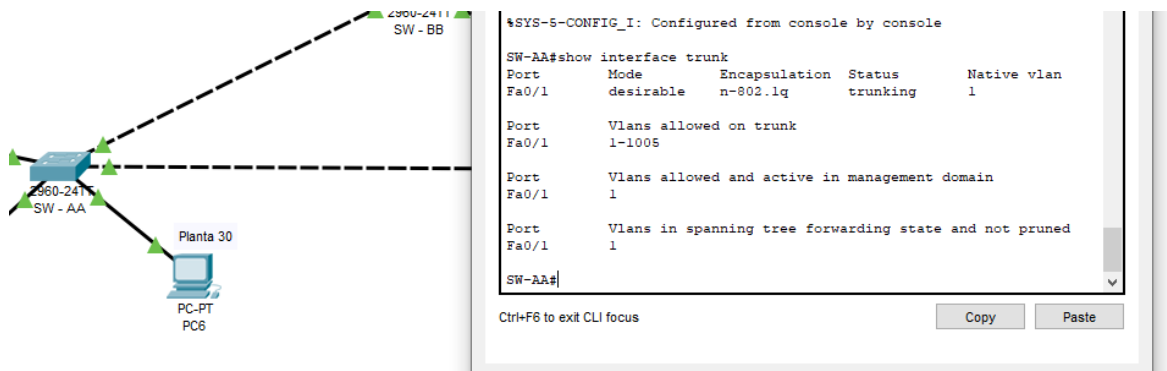 2960-24TT
SW - BB
2960-24TT
SW - AA
Planta 30
PC-PT
PC6
%SYS-5-CONFIG_I: Configured from console by console
SW-AA#show interface trunk
Port Mode Encapsulation Status Native vlan
Fa0/1 desirable n-802.1q trunking 1
Port Vlans allowed on trunk
Fa0/1 1-1005
Port Vlans allowed and active in management domain
Fa0/1 1
Port Vlans in spanning tree forwarding state and not pruned
Fa0/1 1
SW-AA#
Ctrl+F6 to exit CLI focus
Copy
Paste